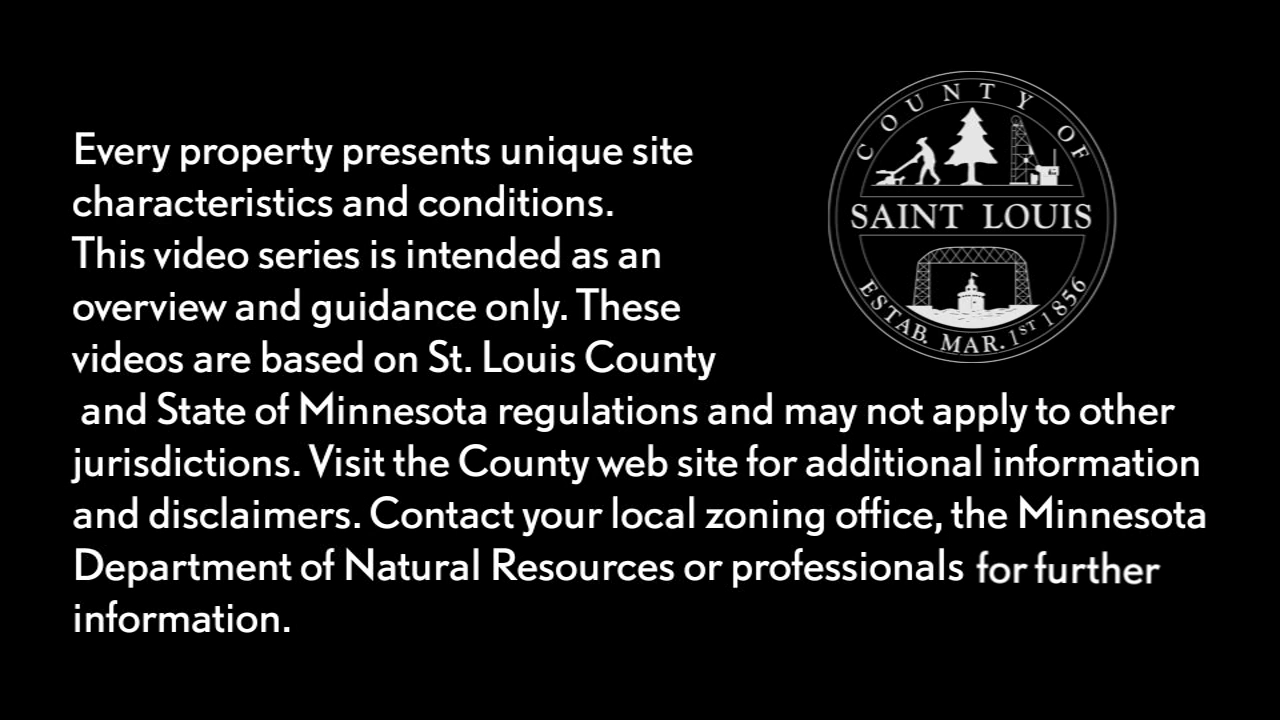 Every property presents unique site
characteristics and conditions.
This video series is intended as an
overview and guidance only. These
videos are based on St. Louis County
and State of Minnesota regulations and may not apply to other
jurisdictions. Visit the County web site for additional information
and disclaimers. Contact your local zoning office, the Minnesota
Department of Natural Resources or professionals for further
information.
COUNTY OF
SAINT LOUIS
ESTAB. MAR. 1ST 1856